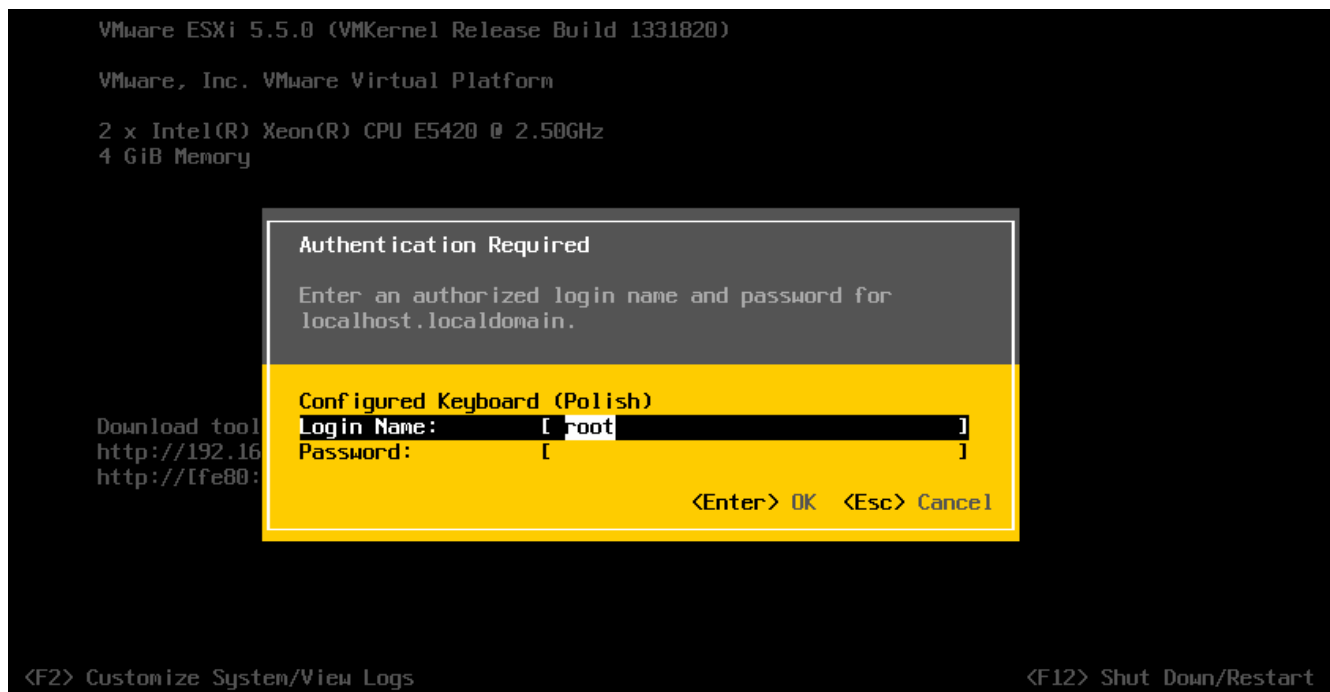 VMware ESXi 5.5.0 (VMKernel Release Build 1331820)
VMware, Inc. VMware Virtual Platform
2 x Intel(R) Xeon(R) CPU E5420 @ 2.50GHz
4 GiB Memory
Authentication Required
Enter an authorized login name and password for
localhost.localdomain.
Configured Keyboard (Polish)
Login Name: [ root ]
Password: [ ]
<Enter> OK <Esc> Cancel
Download tool
http://192.16
http://[fe80:
<F2> Customize System/View Logs
<F12> Shut Down/Restart